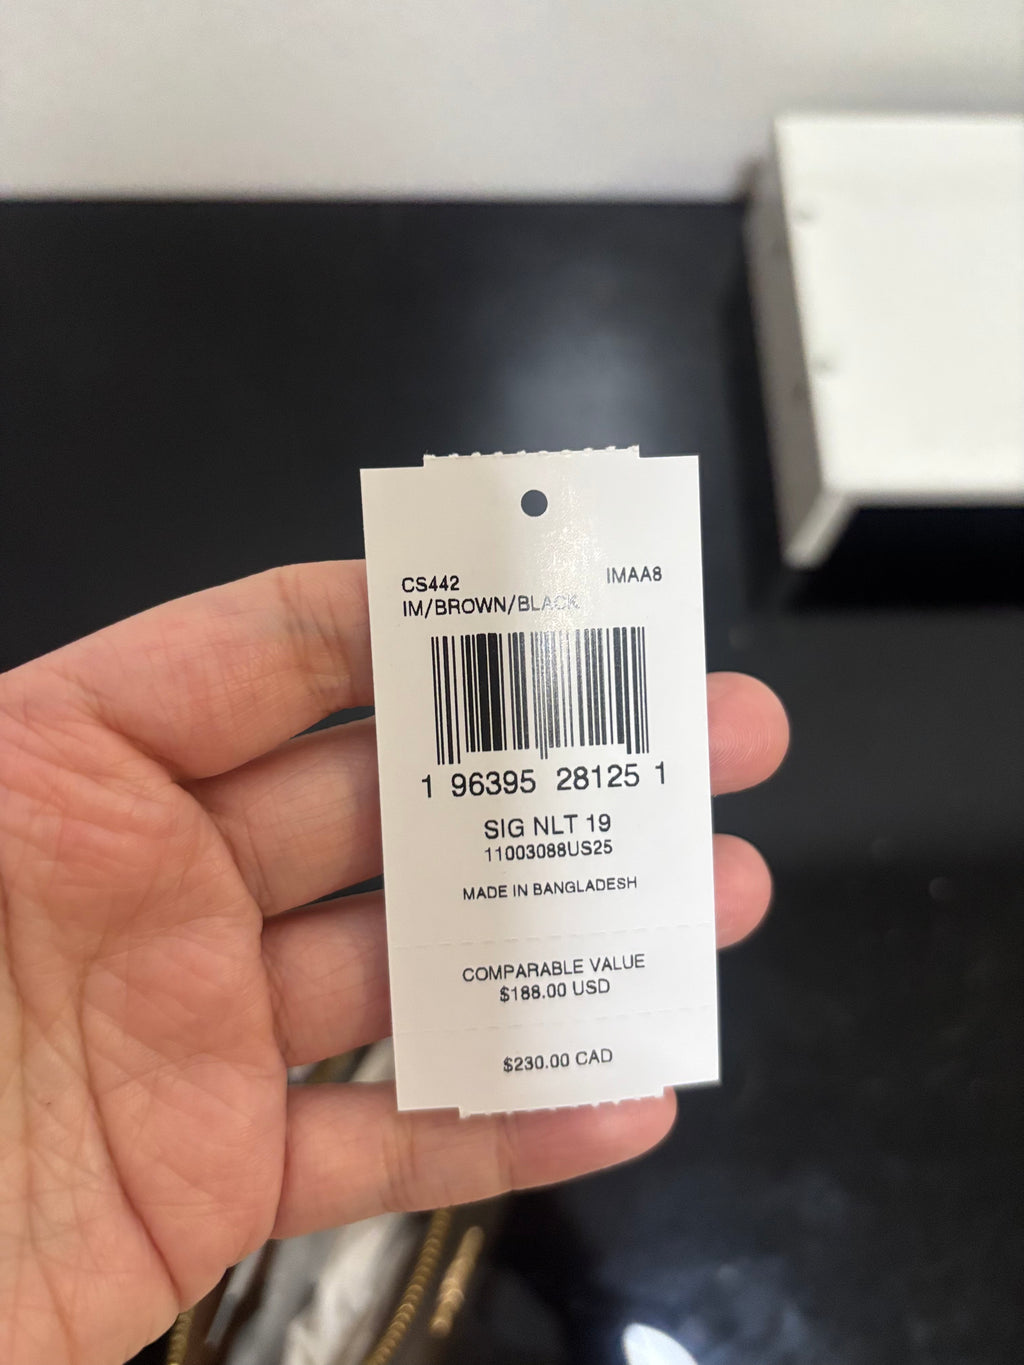 CS442 IMAA8
IM/BROWN/BLACK
1 96395 28125 1
SIG NLT 19
11003088US25
MADE IN BANGLADESH
COMPARABLE VALUE
$188.00 USD
$230.00 CAD